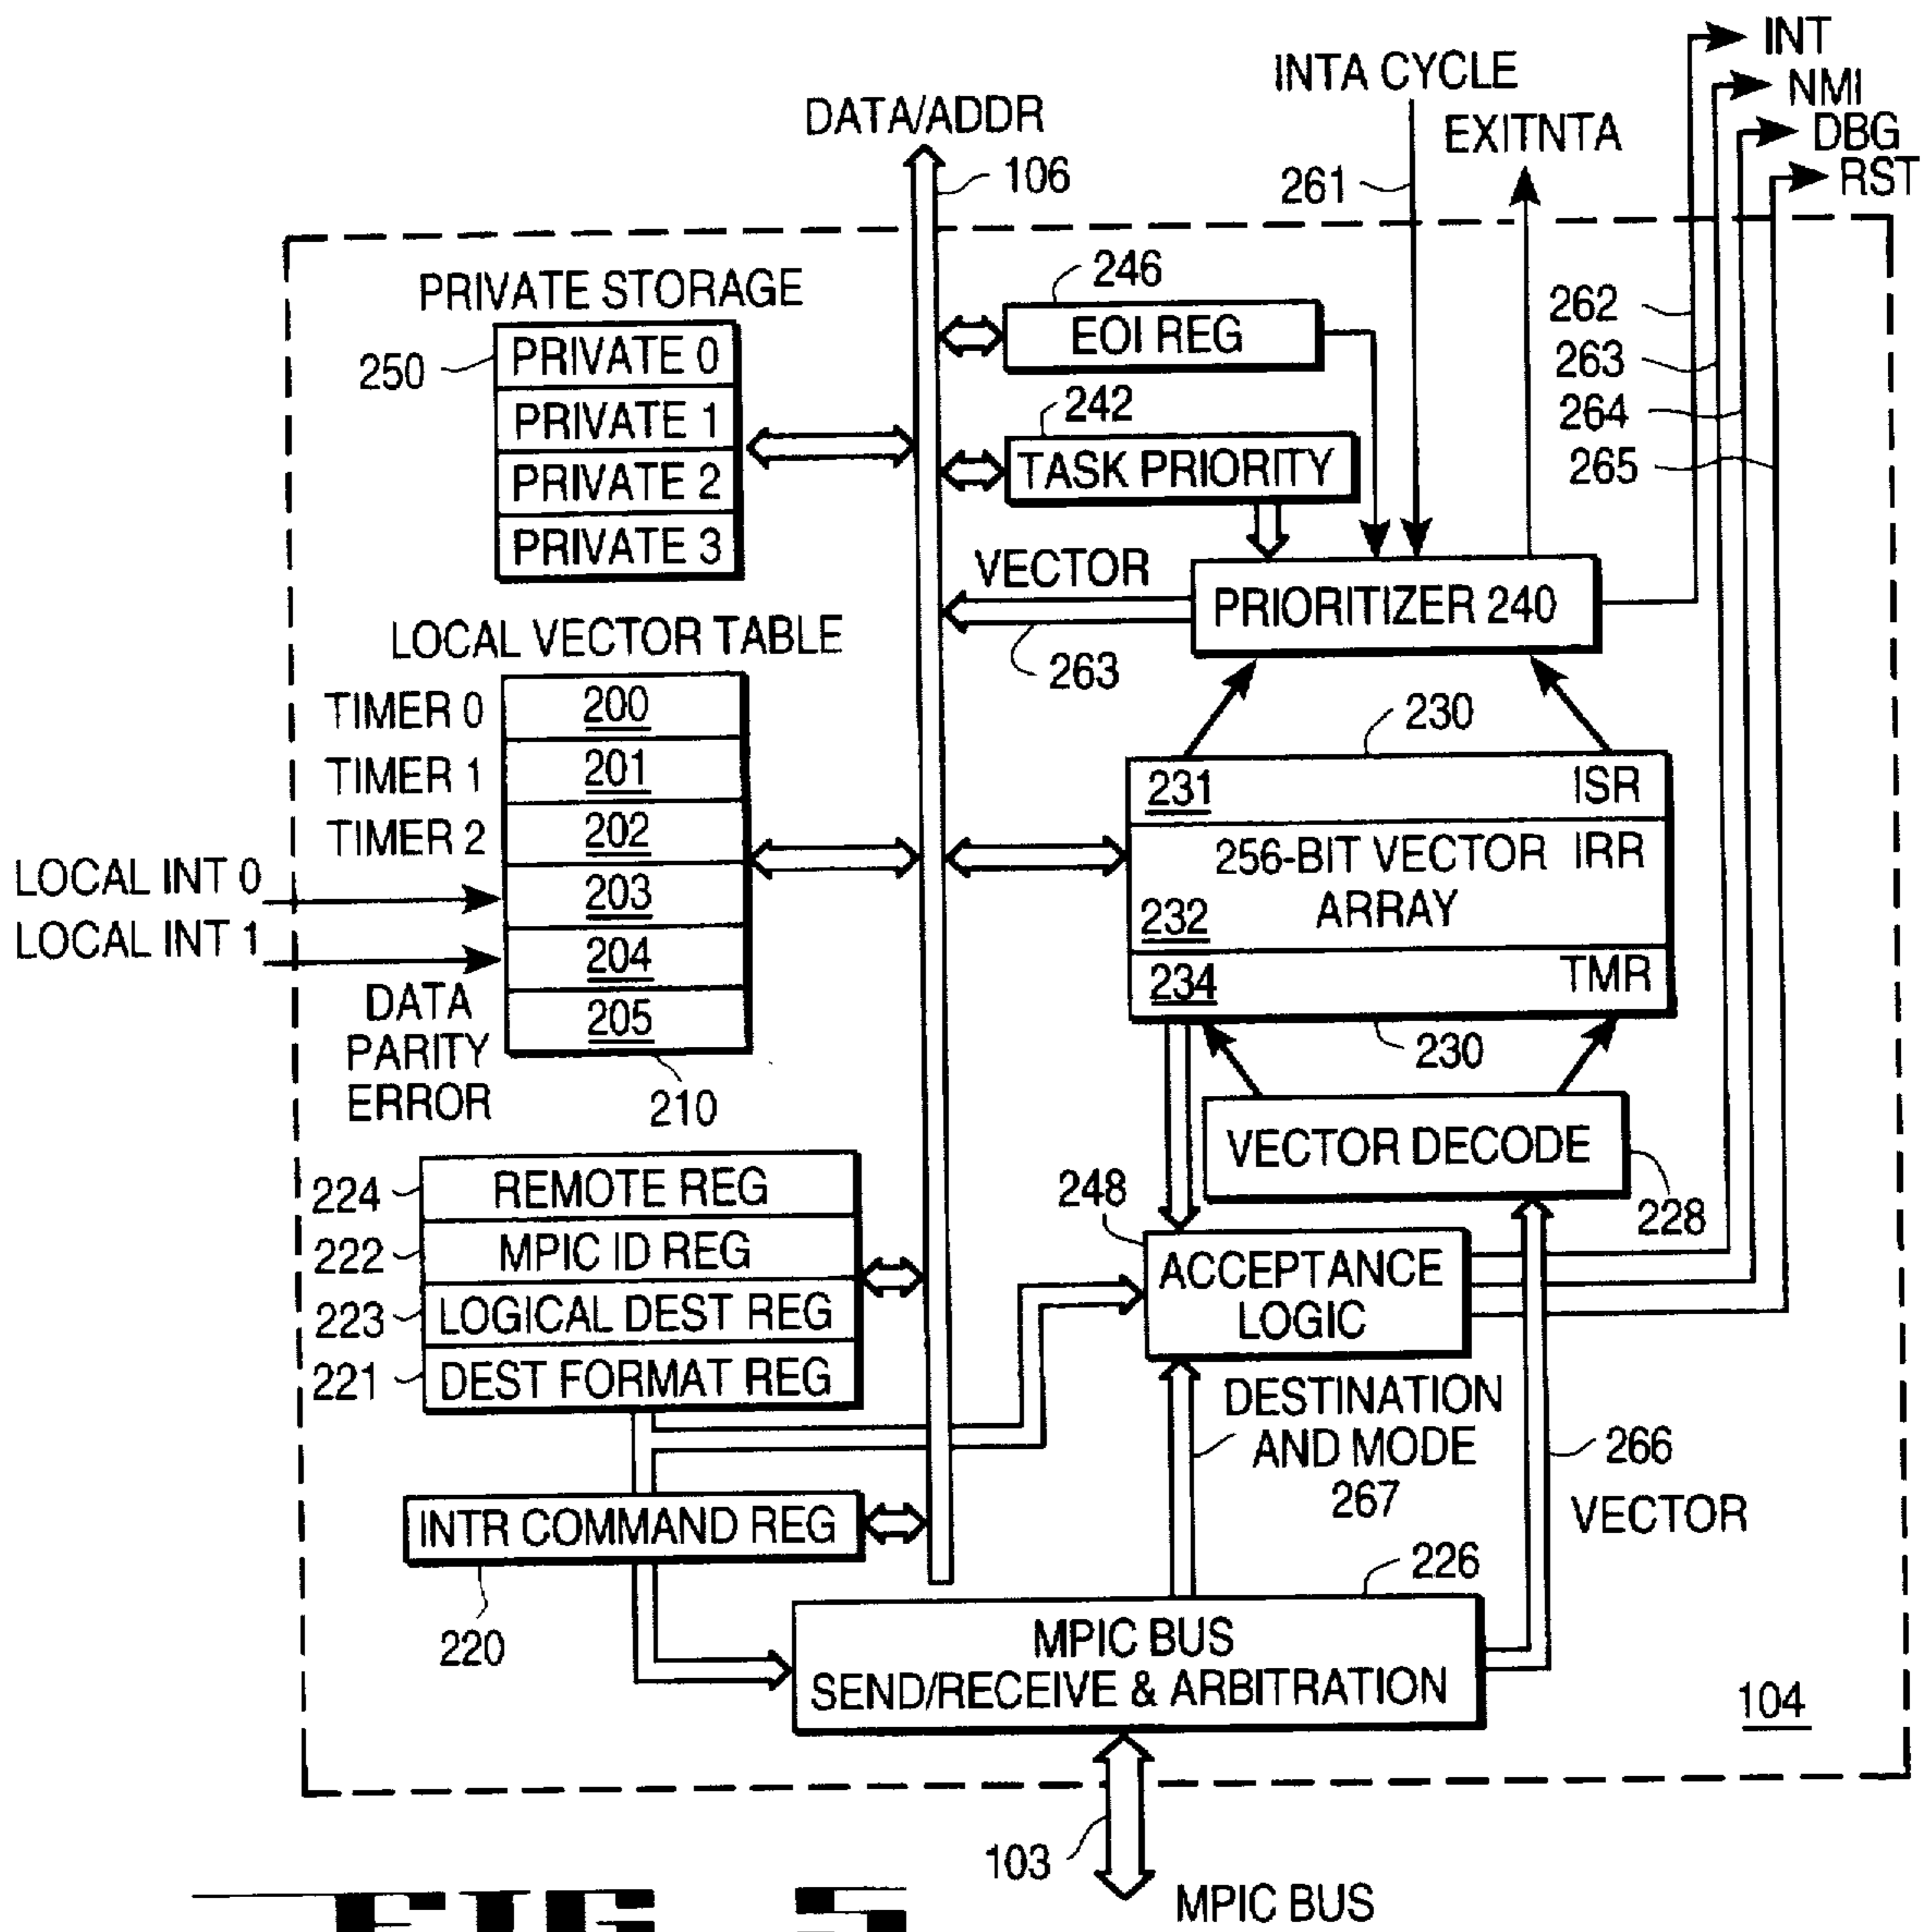 INT
NMI
DBG
RST
INTA CYCLE
EXITNTA
DATA/ADDR
106
261
262
263
264
265
PRIVATE STORAGE
250
PRIVATE 0
PRIVATE 1
PRIVATE 2
PRIVATE 3
246
EOI REG
242
TASK PRIORITY
VECTOR
263
PRIORITIZER 240
LOCAL VECTOR TABLE
TIMER 0
200
TIMER 1
201
TIMER 2
202
LOCAL INT 0
203
LOCAL INT 1
204
DATA
PARITY
ERROR
205
210
230
231 ISR
256-BIT VECTOR IRR
ARRAY
232
234 TMR
230
VECTOR DECODE
228
224 REMOTE REG
222 MPIC ID REG
223 LOGICAL DEST REG
221 DEST FORMAT REG
248
ACCEPTANCE
LOGIC
DESTINATION
AND MODE
267
266
VECTOR
INTR COMMAND REG
220
226
MPIC BUS
SEND/RECEIVE & ARBITRATION
104
103
MPIC BUS